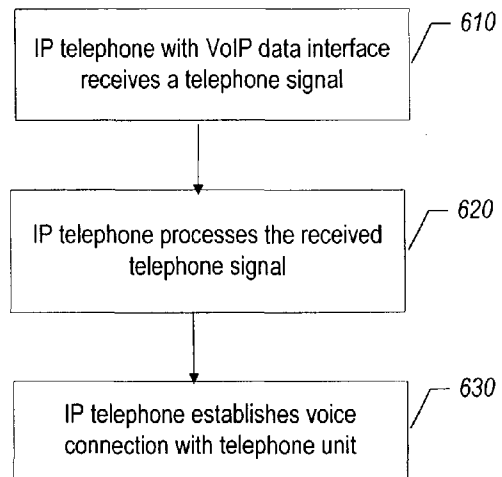 610
IP telephone with VoIP data interface
receives a telephone signal
620
IP telephone processes the received
telephone signal
630
IP telephone establishes voice
connection with telephone unit